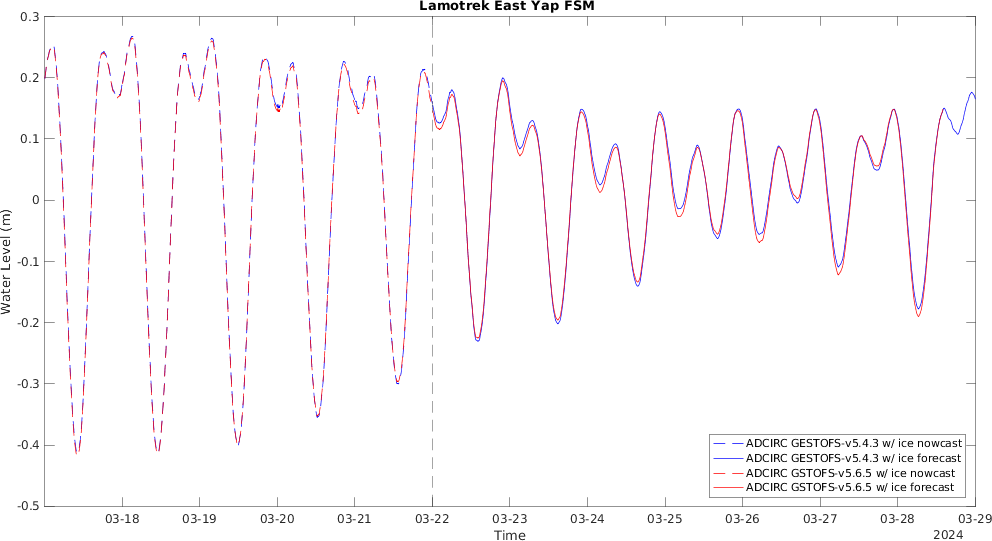 Lamotrek East Yap FSM
0.3
0.2
0.1
0
-0.1
-0.2
-0.3
-0.4
-0.5
Water Level (m)
ADCIRC GESTOFS-v5.4.3 w/ ice nowcast
ADCIRC GESTOFS-v5.4.3 w/ ice forecast
ADCIRC GSTOFS-v5.6.5 w/ ice nowcast
ADCIRC GSTOFS-v5.6.5 w/ ice forecast
03-18 03-19 03-20 03-21 03-22 03-23 03-24 03-25 03-26 03-27 03-28 03-29
Time
2024